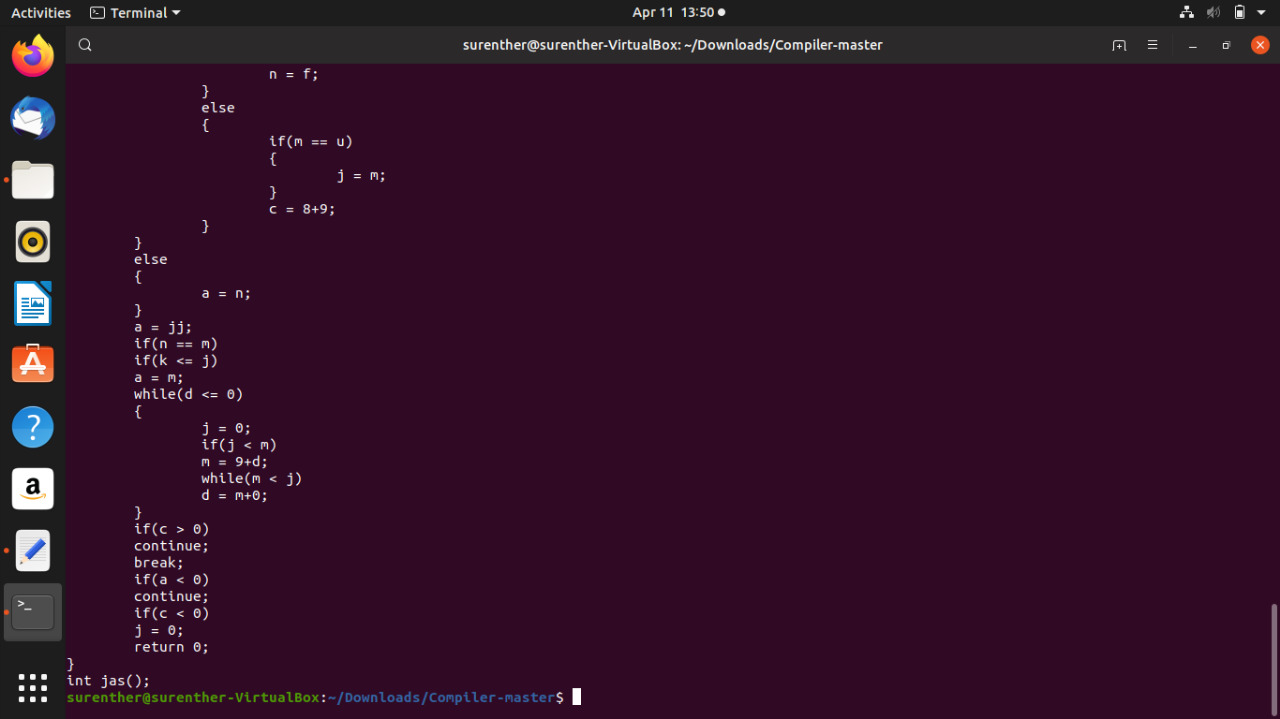 Activities Terminal Apr 11 13:50
surenther@surenther-VirtualBox: ~/Downloads/Compiler-master
n = f;
}
else
{
if(m == u)
{
j = m;
}
c = 8+9;
}
}
else
{
a = n;
}
a = jj;
if(n == m)
if(k <= j)
a = m;
while(d <= 0)
{
j = 0;
if(j < m)
m = 9+d;
while(m < j)
d = m+0;
}
if(c > 0)
continue;
break;
if(a < 0)
continue;
if(c < 0)
j = 0;
return 0;
}
int jas();
surenther@surenther-VirtualBox:~/Downloads/Compiler-master$